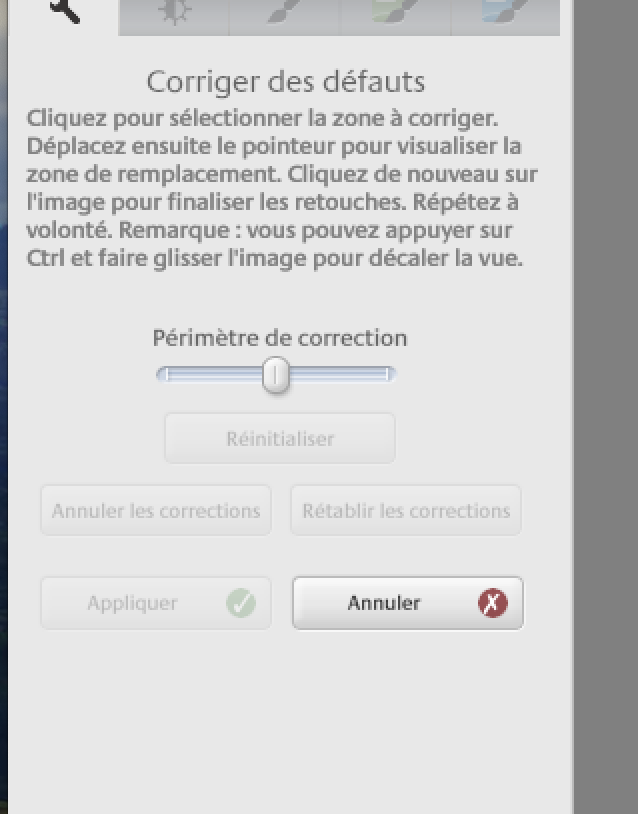 Corriger des défauts
Cliquez pour sélectionner la zone à corriger.
Déplacez ensuite le pointeur pour visualiser la
zone de remplacement. Cliquez de nouveau sur
l'image pour finaliser les retouches. Répétez à
volonté. Remarque : vous pouvez appuyer sur
Ctrl et faire glisser l'image pour décaler la vue.
Périmètre de correction
Réinitialiser
Annuler les corrections Rétablir les corrections
Appliquer Annuler